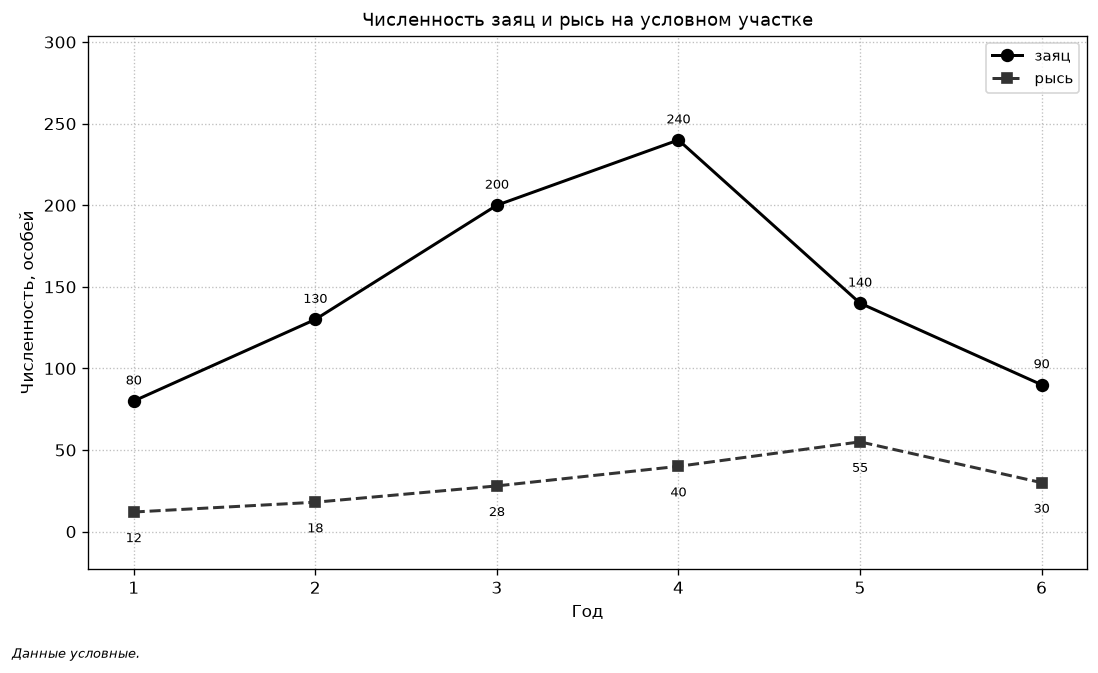 Численность заяц и рысь на условном участке
заяц
рысь
Численность, особей
300
250
200
150
100
50
0
80
130
200
240
140
90
12
18
28
40
55
30
1 2 3 4 5 6
Год
Данные условные.